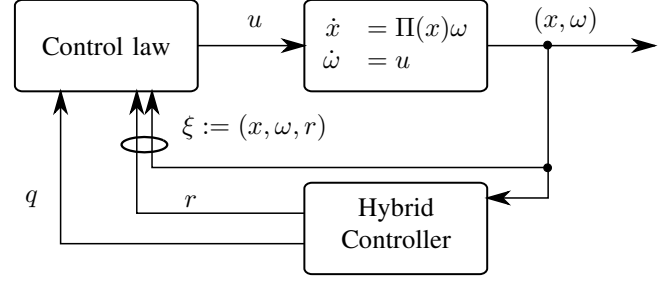 Control law
u
ẋ = Π(x)ω
ω̇ = u
(x, ω)
ξ := (x, ω, r)
q
r
Hybrid
Controller